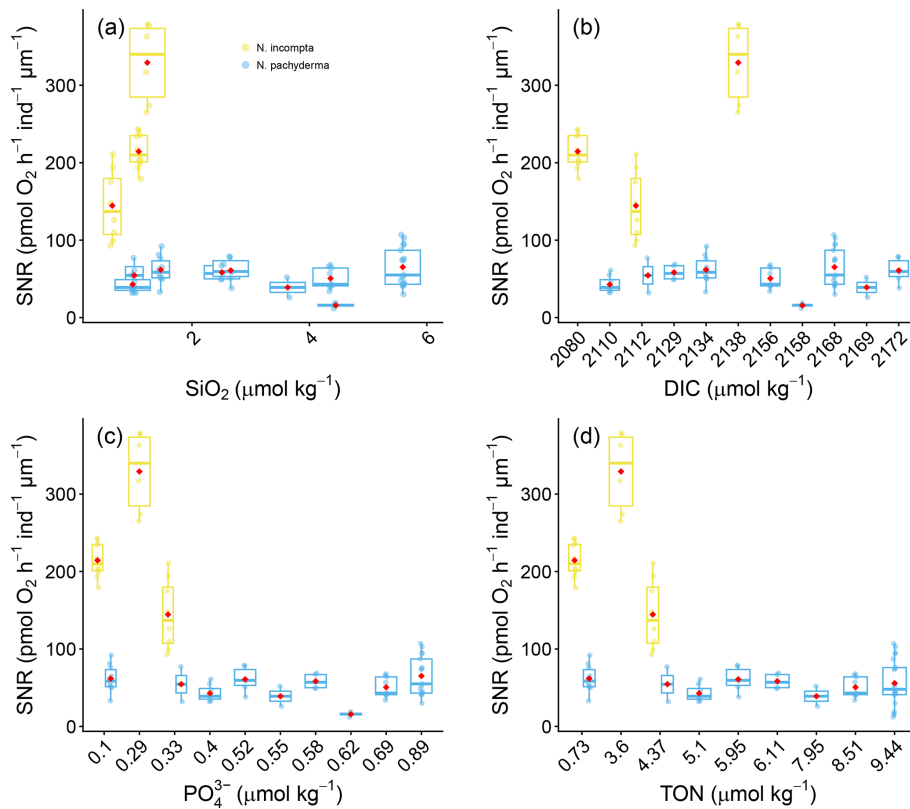 (a)
N. incompta
N. pachyderma
SNR (pmol O₂ h⁻¹ ind⁻¹ µm⁻¹)
300
200
100
0
2 4 6
SiO₂ (µmol kg⁻¹)
(b)
SNR (pmol O₂ h⁻¹ ind⁻¹ µm⁻¹)
300
200
100
0
2080 2110 2112 2129 2134 2138 2156 2158 2168 2169 2172
DIC (µmol kg⁻¹)
(c)
SNR (pmol O₂ h⁻¹ ind⁻¹ µm⁻¹)
300
200
100
0
0.1 0.29 0.33 0.4 0.52 0.55 0.58 0.62 0.69 0.89
PO₄³⁻ (µmol kg⁻¹)
(d)
SNR (pmol O₂ h⁻¹ ind⁻¹ µm⁻¹)
300
200
100
0
0.73 3.6 4.37 5.1 5.95 6.11 7.95 8.51 9.44
TON (µmol kg⁻¹)